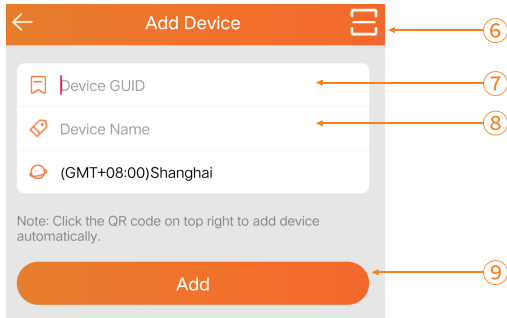 Add Device
⑥
Device GUID
⑦
Device Name
⑧
(GMT+08:00)Shanghai
Note: Click the QR code on top right to add device
automatically.
Add
⑨